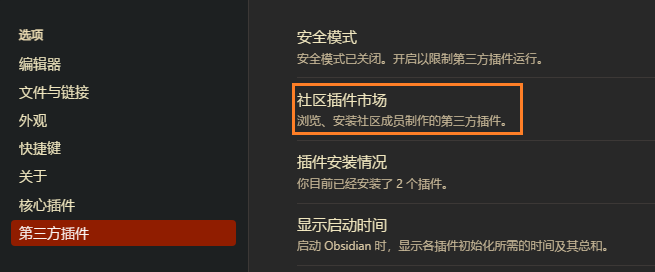 选项
编辑器
文件与链接
外观
快捷键
关于
核心插件
第三方插件
安全模式
安全模式已关闭。开启以限制第三方插件运行。
社区插件市场
浏览、安装社区成员制作的第三方插件。
插件安装情况
你目前已经安装了 2 个插件。
显示启动时间
启动 Obsidian 时，显示各插件初始化所需的时间及其总和。